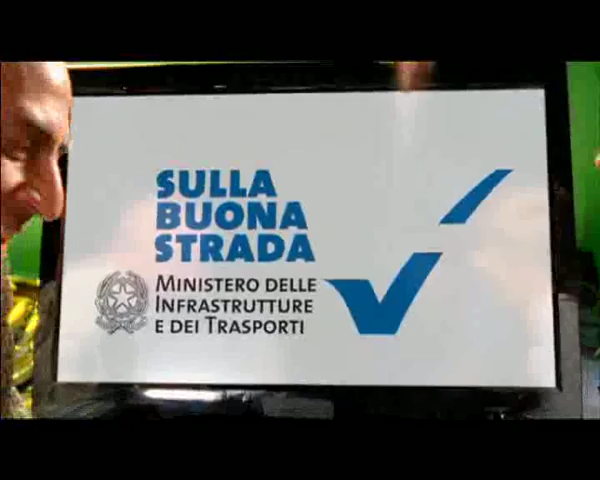 SULLA
BUONA
STRADA
MINISTERO DELLE
INFRASTRUTTURE
E DEI TRASPORTI